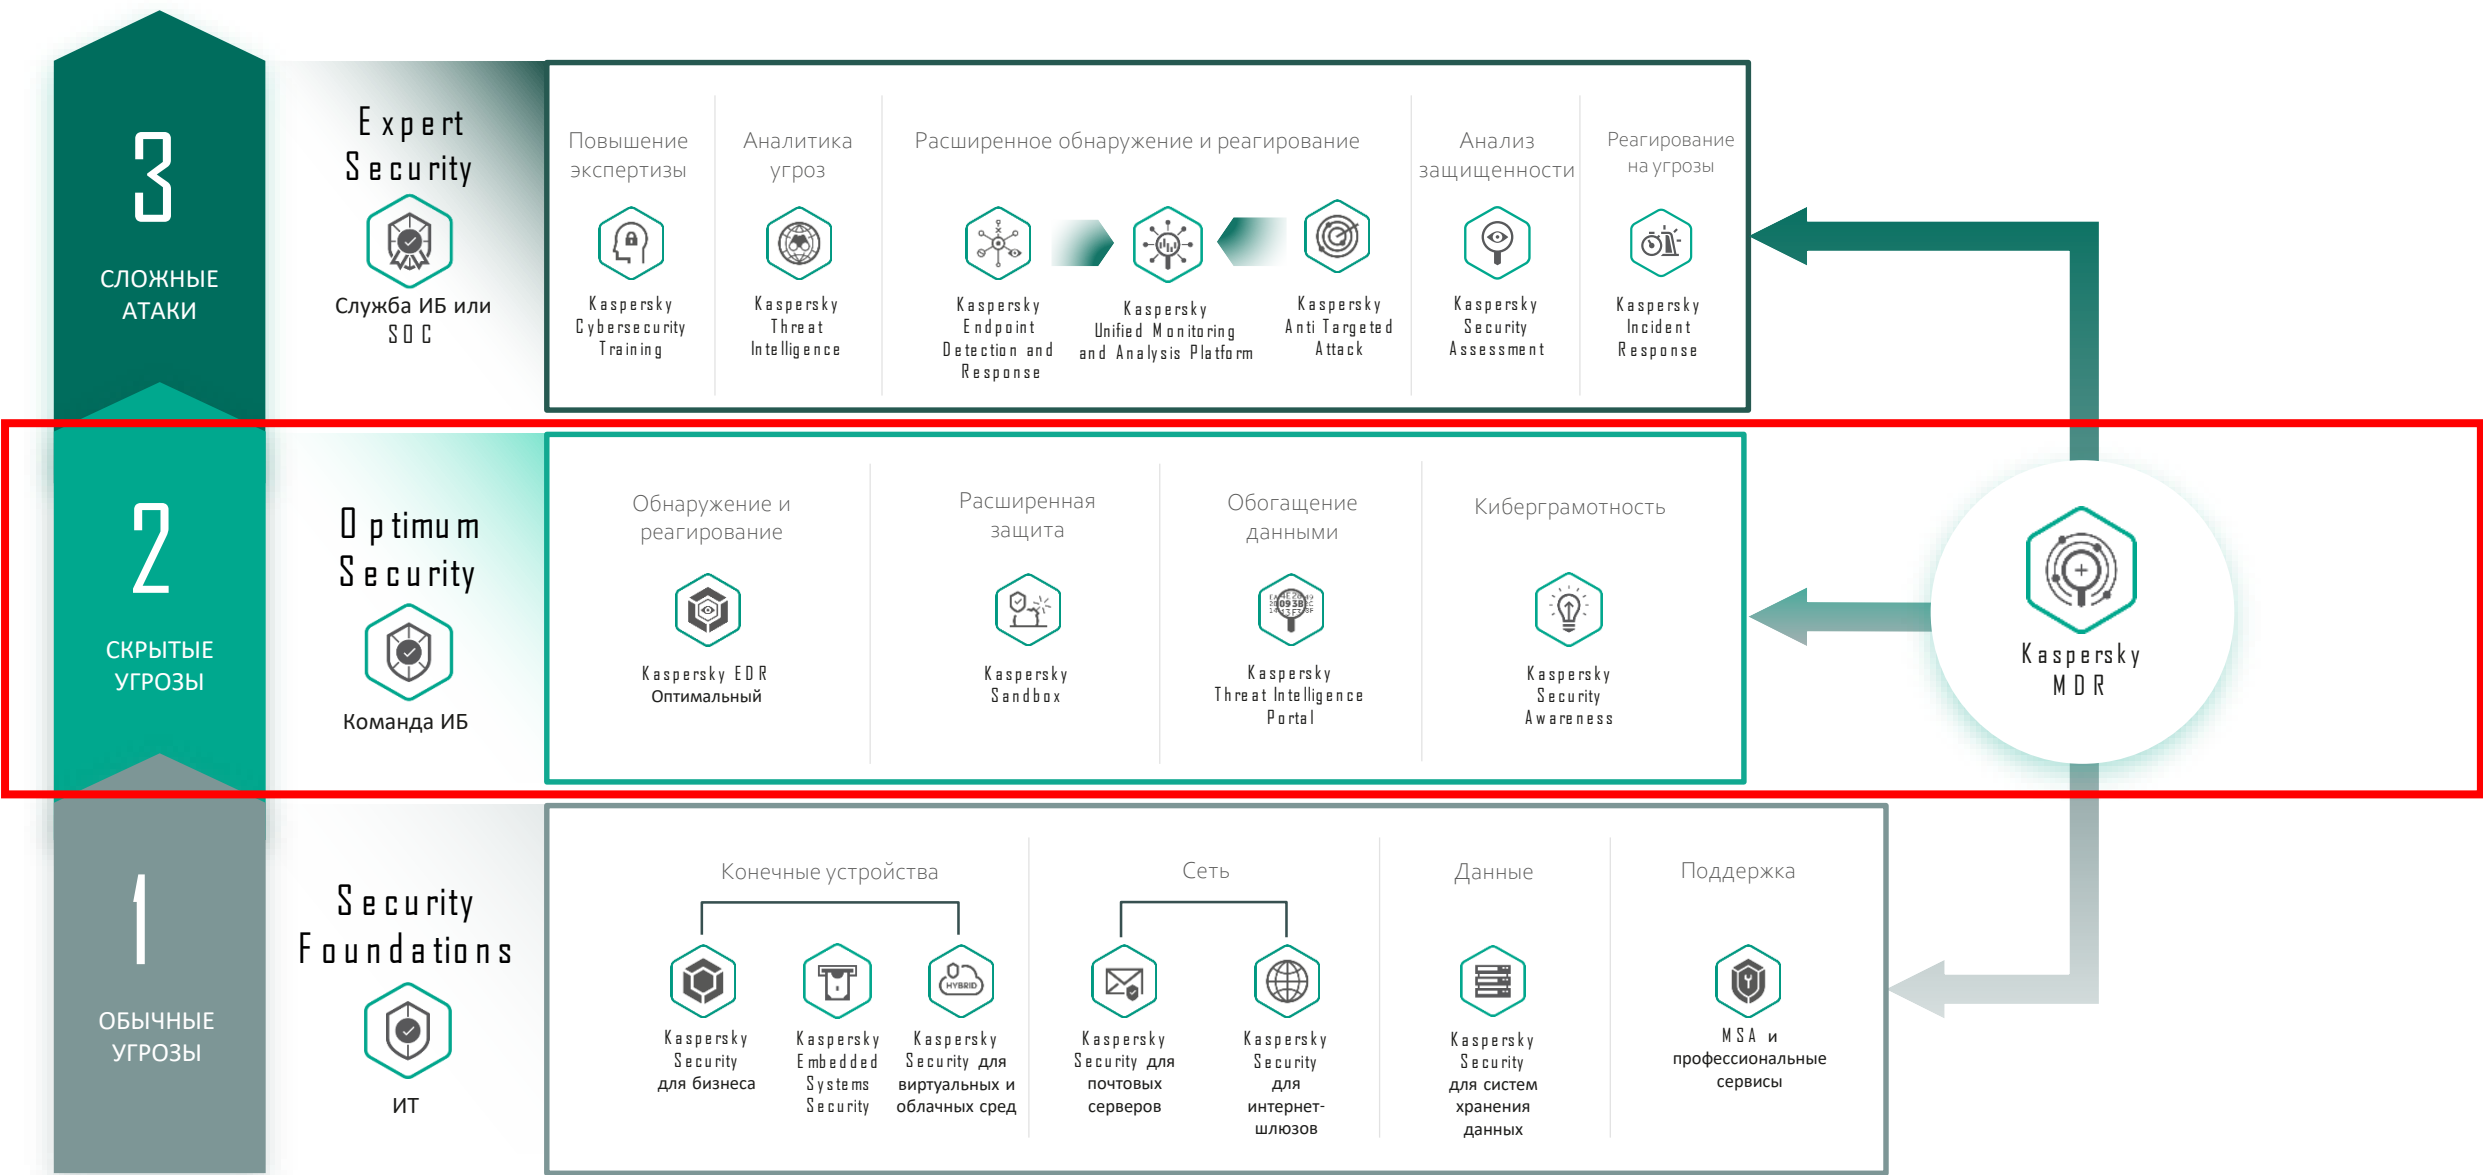 3
СЛОЖНЫЕ
АТАКИ
Expert
Security
Служба ИБ или
SOC
Повышение
экспертизы
Kaspersky
Cybersecurity
Training
Аналитика
угроз
Kaspersky
Threat
Intelligence
Расширенное обнаружение и реагирование
Kaspersky
Endpoint
Detection and
Response
Kaspersky
Unified Monitoring
and Analysis Platform
Kaspersky
Anti Targeted
Attack
Анализ
защищенности
Kaspersky
Security
Assessment
Реагирование
на угрозы
Kaspersky
Incident
Response
2
СКРЫТЫЕ
УГРОЗЫ
Optimum
Security
Команда ИБ
Обнаружение и
реагирование
Kaspersky EDR
Оптимальный
Расширенная
защита
Kaspersky
Sandbox
Обогащение
данными
093B
Kaspersky
Threat Intelligence
Portal
Киберграмотность
Kaspersky
Security
Awareness
Kaspersky
MDR
1
ОБЫЧНЫЕ
УГРОЗЫ
Security
Foundations
ИТ
Конечные устройства
Kaspersky
Security
для бизнеса
Kaspersky
Embedded
Systems
Security
HYBRID
Kaspersky
Security для
виртуальных и
облачных сред
Сеть
Kaspersky
Security для
почтовых
серверов
Kaspersky
Security
для
интернет-
шлюзов
Данные
Kaspersky
Security
для систем
хранения
данных
Поддержка
MSA и
профессиональные
сервисы